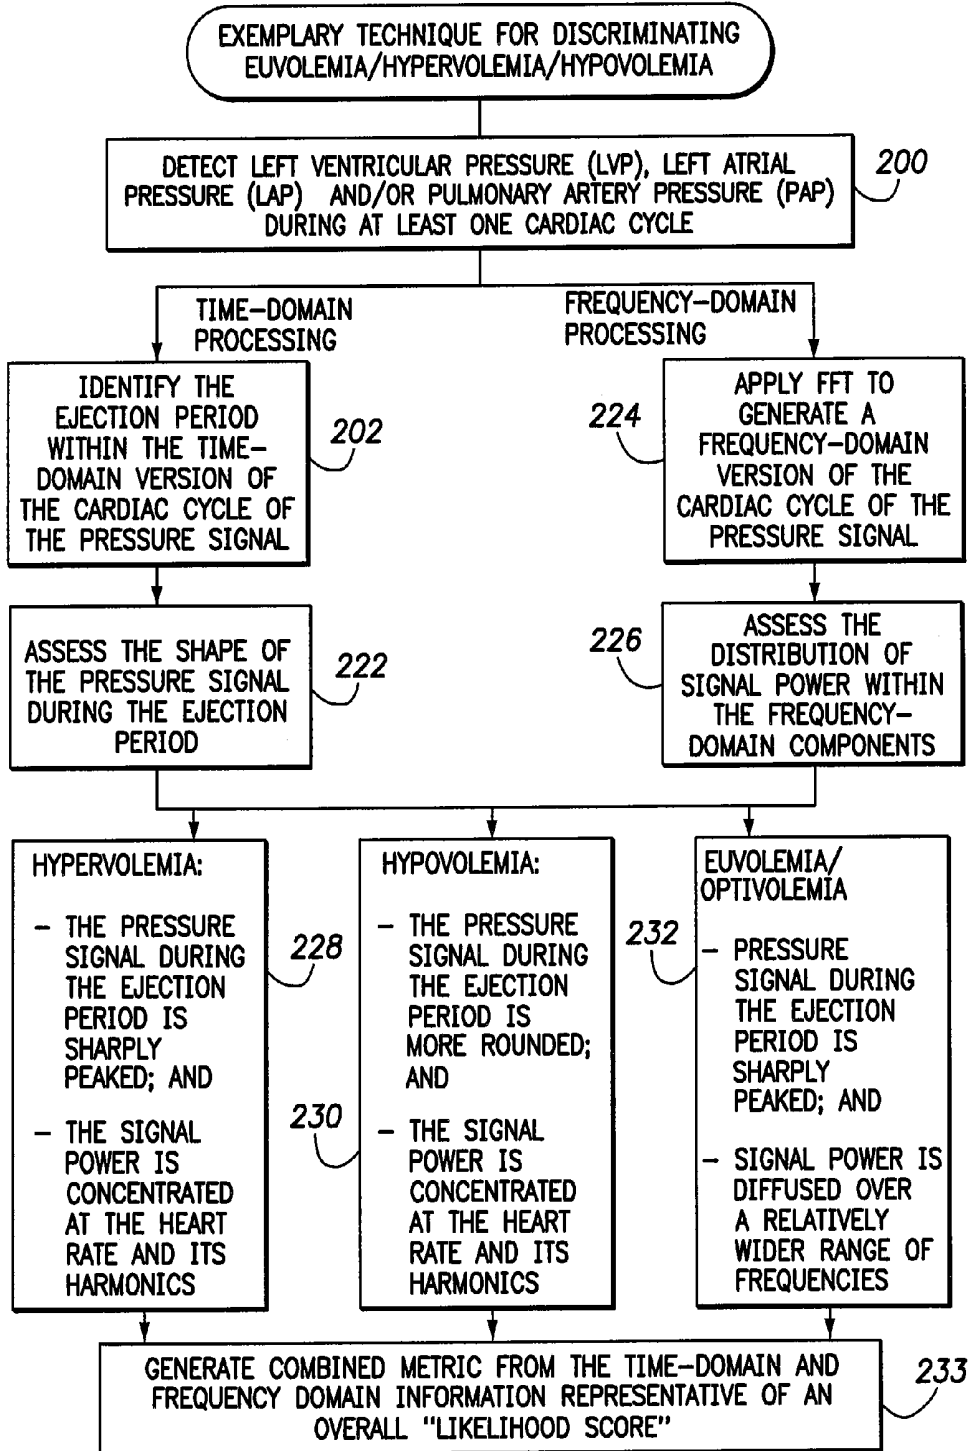 EXEMPLARY TECHNIQUE FOR DISCRIMINATING
EUVOLEMIA/HYPERVOLEMIA/HYPOVOLEMIA
DETECT LEFT VENTRICULAR PRESSURE (LVP), LEFT ATRIAL
PRESSURE (LAP) AND/OR PULMONARY ARTERY PRESSURE (PAP)
DURING AT LEAST ONE CARDIAC CYCLE
200
TIME-DOMAIN
PROCESSING
FREQUENCY-DOMAIN
PROCESSING
IDENTIFY THE
EJECTION PERIOD
WITHIN THE TIME-
DOMAIN VERSION OF
THE CARDIAC CYCLE OF
THE PRESSURE SIGNAL
202
224
APPLY FFT TO
GENERATE A
FREQUENCY-DOMAIN
VERSION OF THE
CARDIAC CYCLE OF THE
PRESSURE SIGNAL
ASSESS THE SHAPE OF
THE PRESSURE SIGNAL
DURING THE EJECTION
PERIOD
222
226
ASSESS THE
DISTRIBUTION OF
SIGNAL POWER WITHIN
THE FREQUENCY-
DOMAIN COMPONENTS
HYPERVOLEMIA:
- THE PRESSURE
SIGNAL DURING
THE EJECTION
PERIOD IS
SHARPLY
PEAKED; AND
- THE SIGNAL
POWER IS
CONCENTRATED
AT THE HEART
RATE AND ITS
HARMONICS
228
HYPOVOLEMIA:
- THE PRESSURE
SIGNAL DURING
THE EJECTION
PERIOD IS
MORE ROUNDED;
AND
- THE SIGNAL
POWER IS
CONCENTRATED
AT THE HEART
RATE AND ITS
HARMONICS
230
232
EUVOLEMIA/
OPTIVOLEMIA
- PRESSURE
SIGNAL DURING
THE EJECTION
PERIOD IS
SHARPLY
PEAKED; AND
- SIGNAL POWER IS
DIFFUSED OVER
A RELATIVELY
WIDER RANGE OF
FREQUENCIES
GENERATE COMBINED METRIC FROM THE TIME-DOMAIN AND
FREQUENCY DOMAIN INFORMATION REPRESENTATIVE OF AN
OVERALL "LIKELIHOOD SCORE"
233